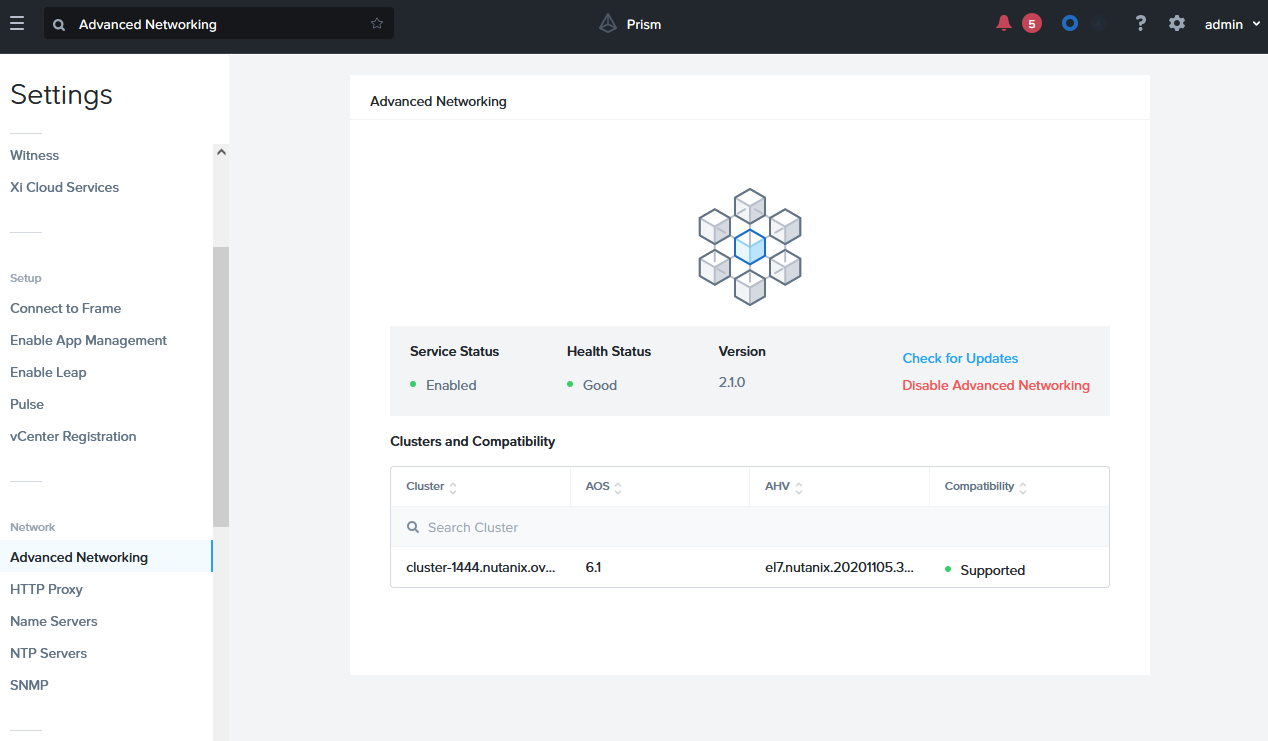 Advanced Networking
Prism
5
?
admin
Settings
Witness
Xi Cloud Services
Setup
Connect to Frame
Enable App Management
Enable Leap
Pulse
vCenter Registration
Network
Advanced Networking
HTTP Proxy
Name Servers
NTP Servers
SNMP
Advanced Networking
Service Status Health Status Version
Enabled Good 2.1.0
Check for Updates
Disable Advanced Networking
Clusters and Compatibility
Cluster AOS AHV Compatibility
Search Cluster
cluster-1444.nutanix.ov... 6.1 el7.nutanix.20201105.3... Supported